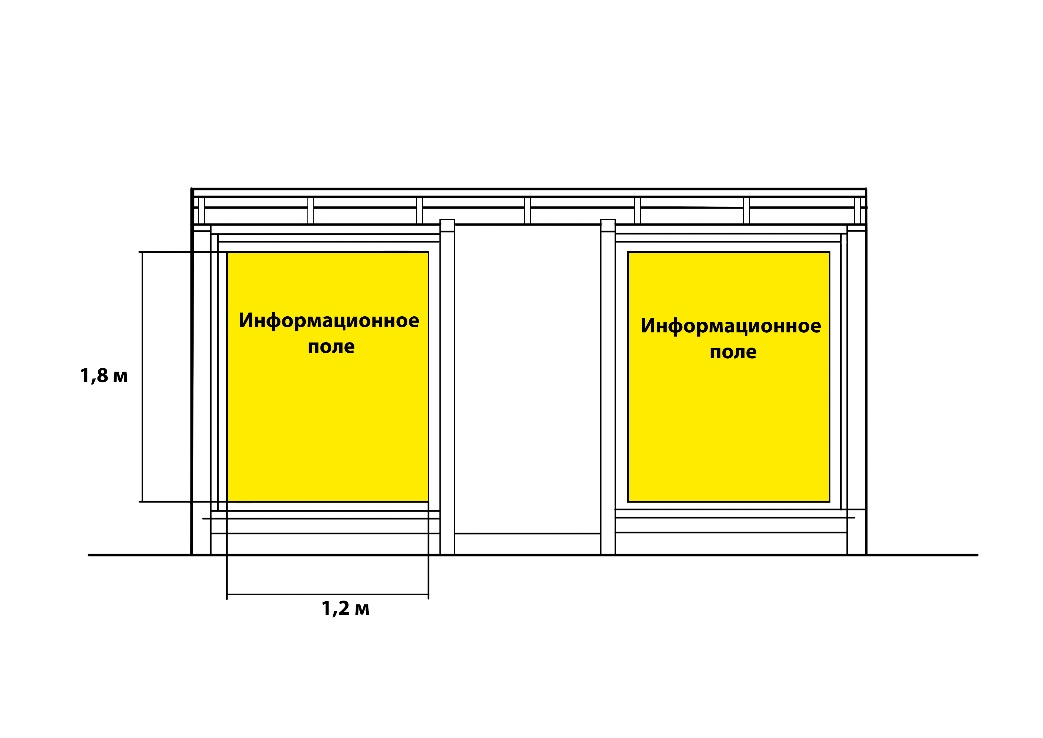 Информационное
поле
Информационное
поле
1,8 м
1,2 м